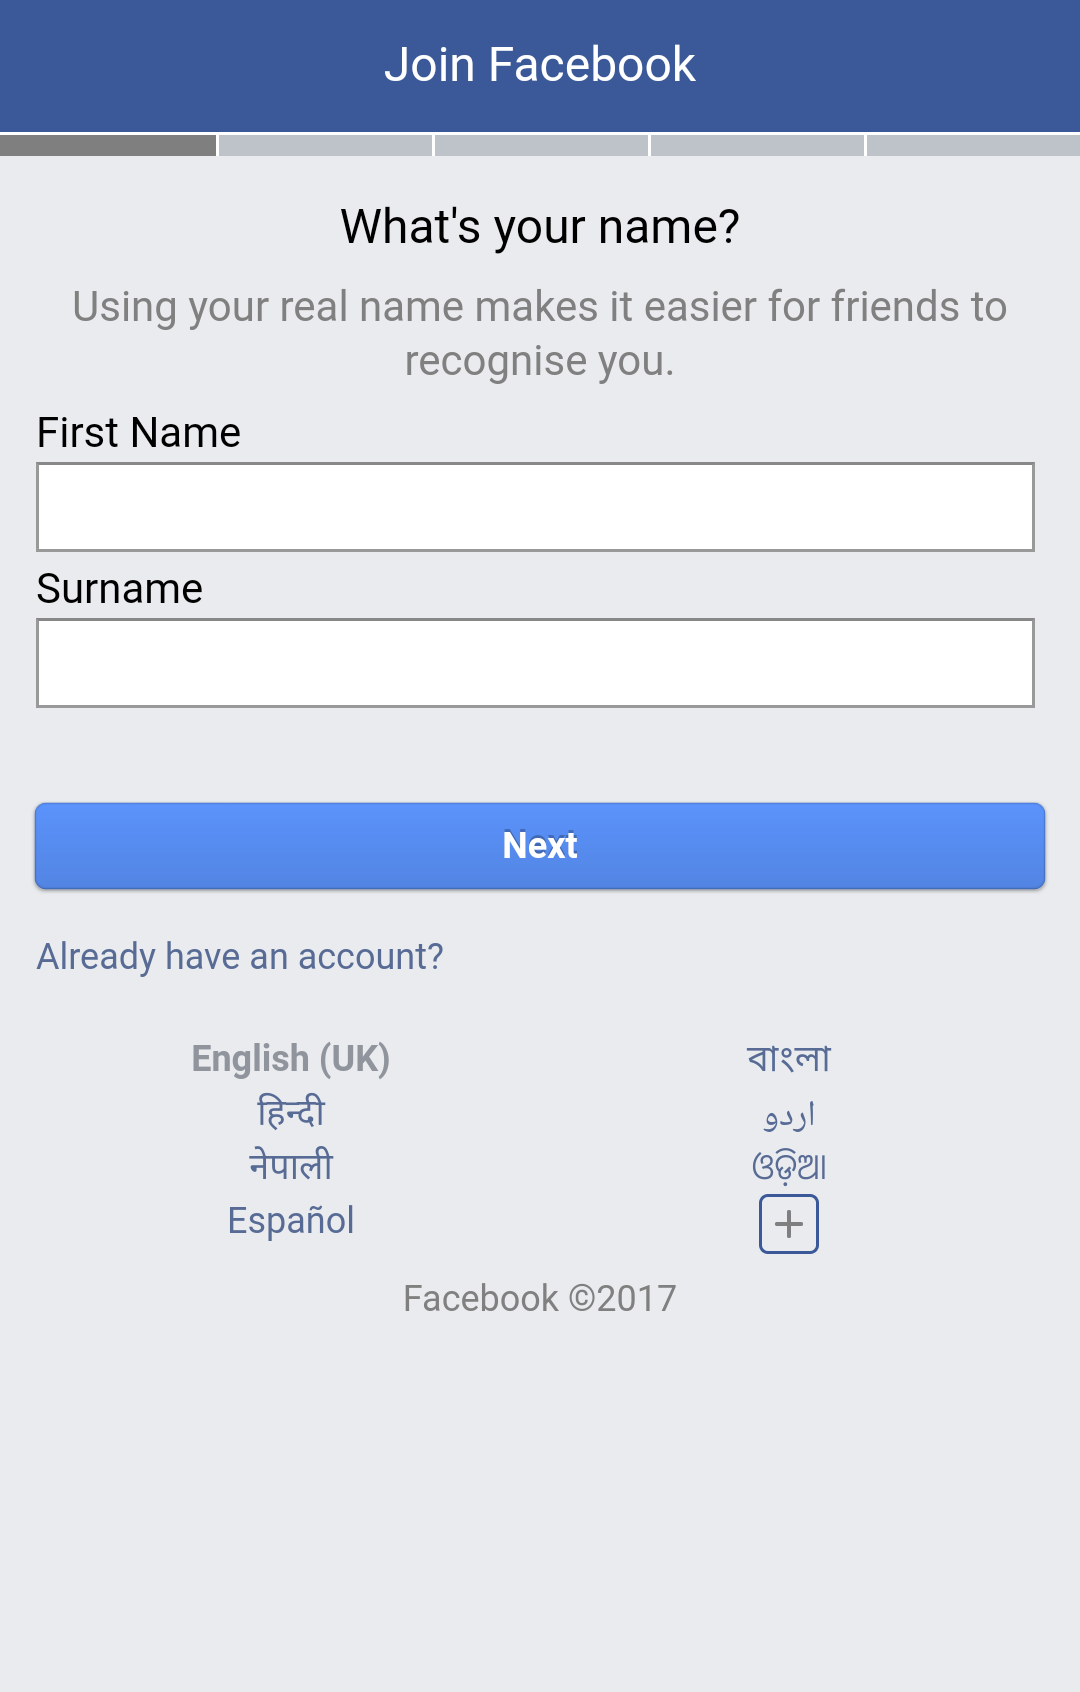 Join Facebook
What's your name?
Using your real name makes it easier for friends to
recognise you.
First Name
Surname
Next
Already have an account?
English (UK)
বাংলা
हिन्दी
اردو
नेपाली
ଓଡ଼ିଆ
Español
Facebook ©2017